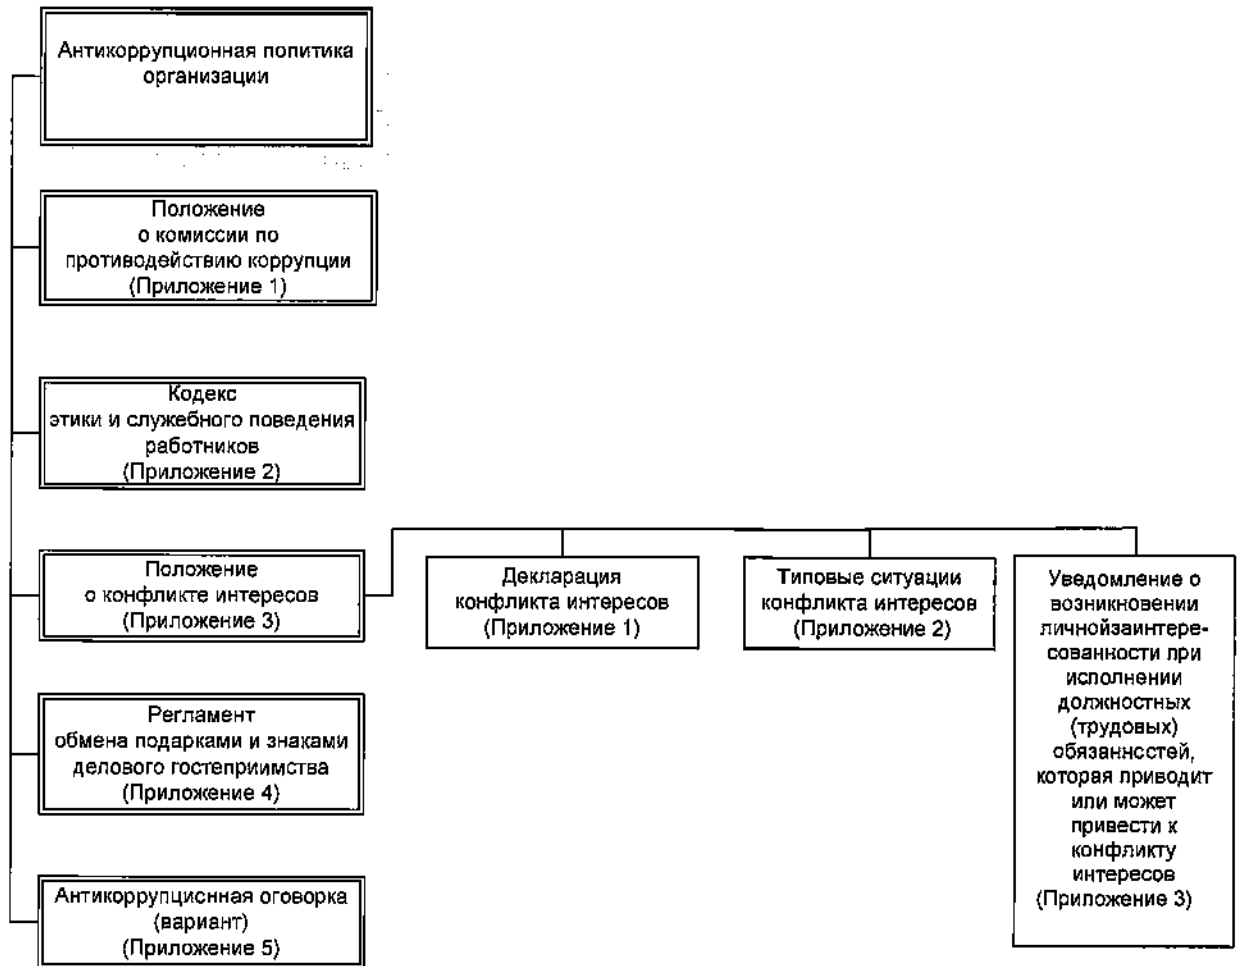 Антикоррупционная политика
организации
Положение
о комиссии по
противодействию коррупции
(Приложение 1)
Кодекс
этики и служебного поведения
работников
(Приложение 2)
Положение
о конфликте интересов
(Приложение 3)
Декларация
конфликта интересов
(Приложение 1)
Типовые ситуации
конфликта интересов
(Приложение 2)
Уведомление о
возникновении
личнойзаинтере-
сованности при
исполнении
должностных
(трудовых)
обязанностей,
которая приводит
или может
привести к
конфликту
интересов
(Приложение 3)
Регламент
обмена подарками и знаками
делового гостеприимства
(Приложение 4)
Антикоррупционная оговорка
(вариант)
(Приложение 5)